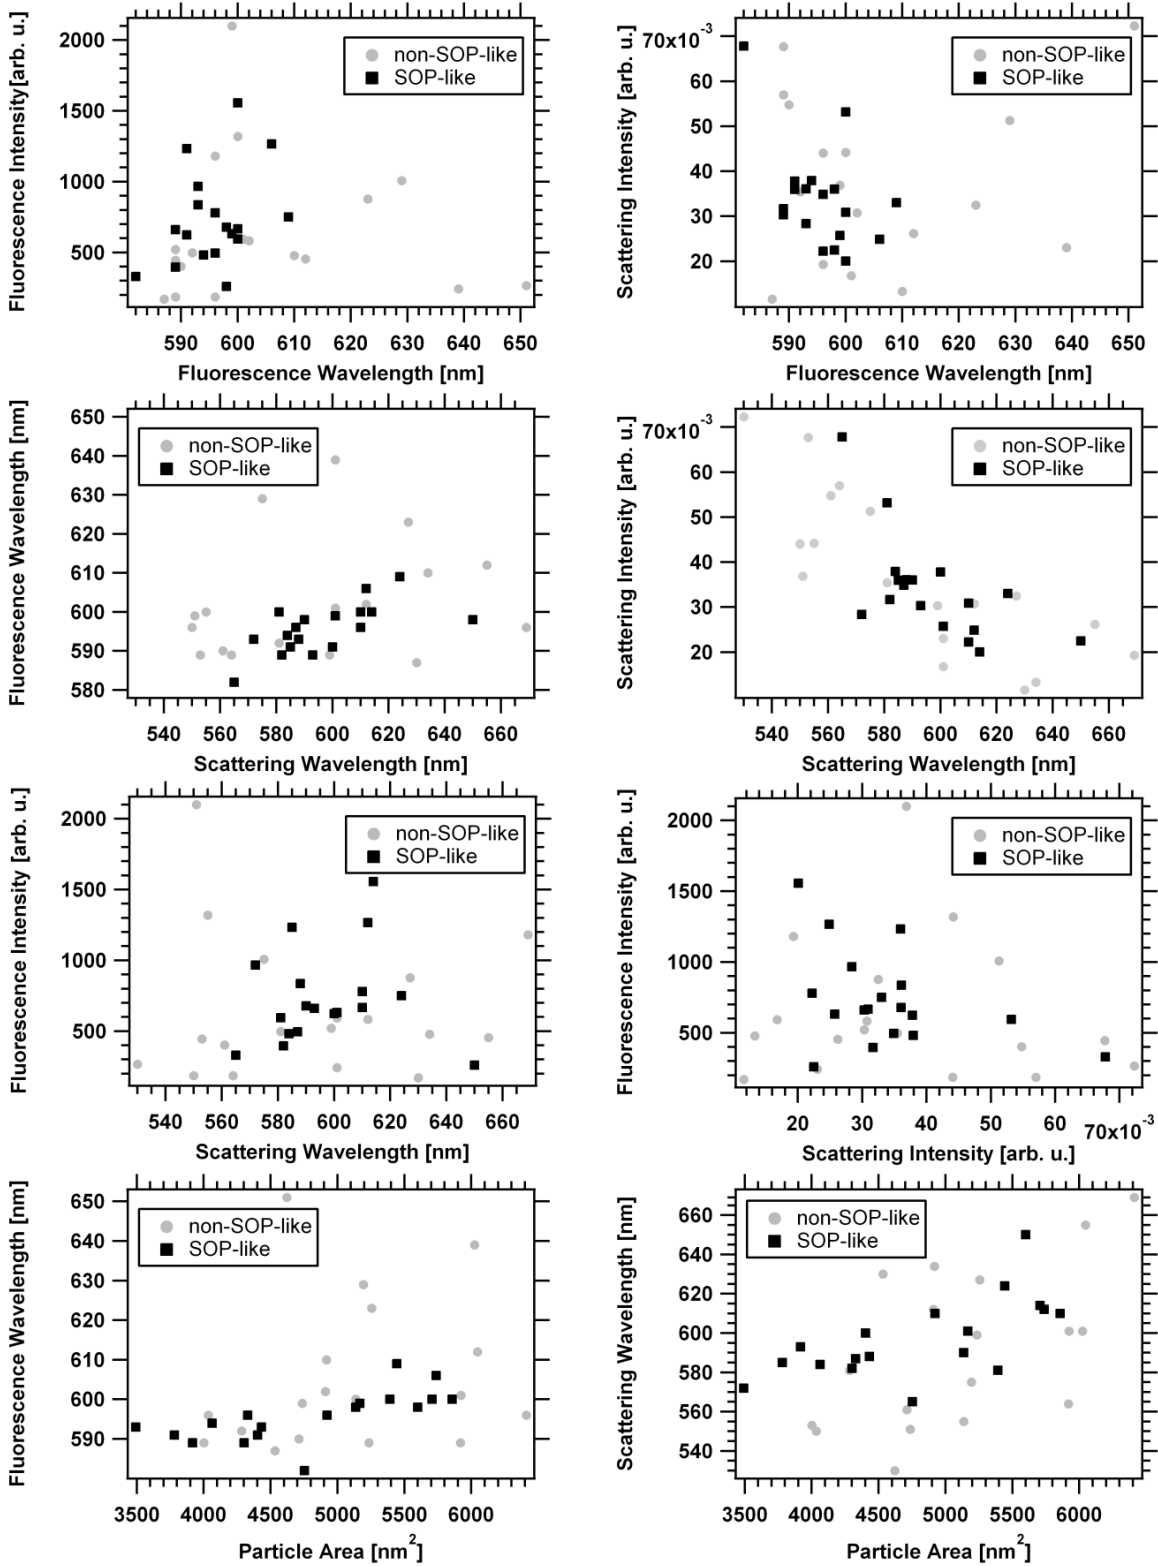 2000
1500
1000
500
Fluorescence Intensity[arb. u.]
non-SOP-like
SOP-like
590 600 610 620 630 640 650
Fluorescence Wavelength [nm]
70x10-3
60
50
40
30
20
Scattering Intensity [arb. u.]
non-SOP-like
SOP-like
590 600 610 620 630 640 650
Fluorescence Wavelength [nm]
650
640
630
620
610
600
590
580
Fluorescence Wavelength [nm]
non-SOP-like
SOP-like
540 560 580 600 620 640 660
Scattering Wavelength [nm]
70x10-3
60
50
40
30
20
Scattering Intensity [arb. u.]
non-SOP-like
SOP-like
540 560 580 600 620 640 660
Scattering Wavelength [nm]
2000
1500
1000
500
Fluorescence Intensity [arb. u.]
non-SOP-like
SOP-like
540 560 580 600 620 640 660
Scattering Wavelength [nm]
2000
1500
1000
500
Fluorescence Intensity [arb. u.]
non-SOP-like
SOP-like
20 30 40 50 60 70x10-3
Scattering Intensity [arb. u.]
650
640
630
620
610
600
590
Fluorescence Wavelength [nm]
non-SOP-like
SOP-like
3500 4000 4500 5000 5500 6000
Particle Area [nm2]
660
640
620
600
580
560
540
Scattering Wavelength [nm]
non-SOP-like
SOP-like
3500 4000 4500 5000 5500 6000
Particle Area [nm2]